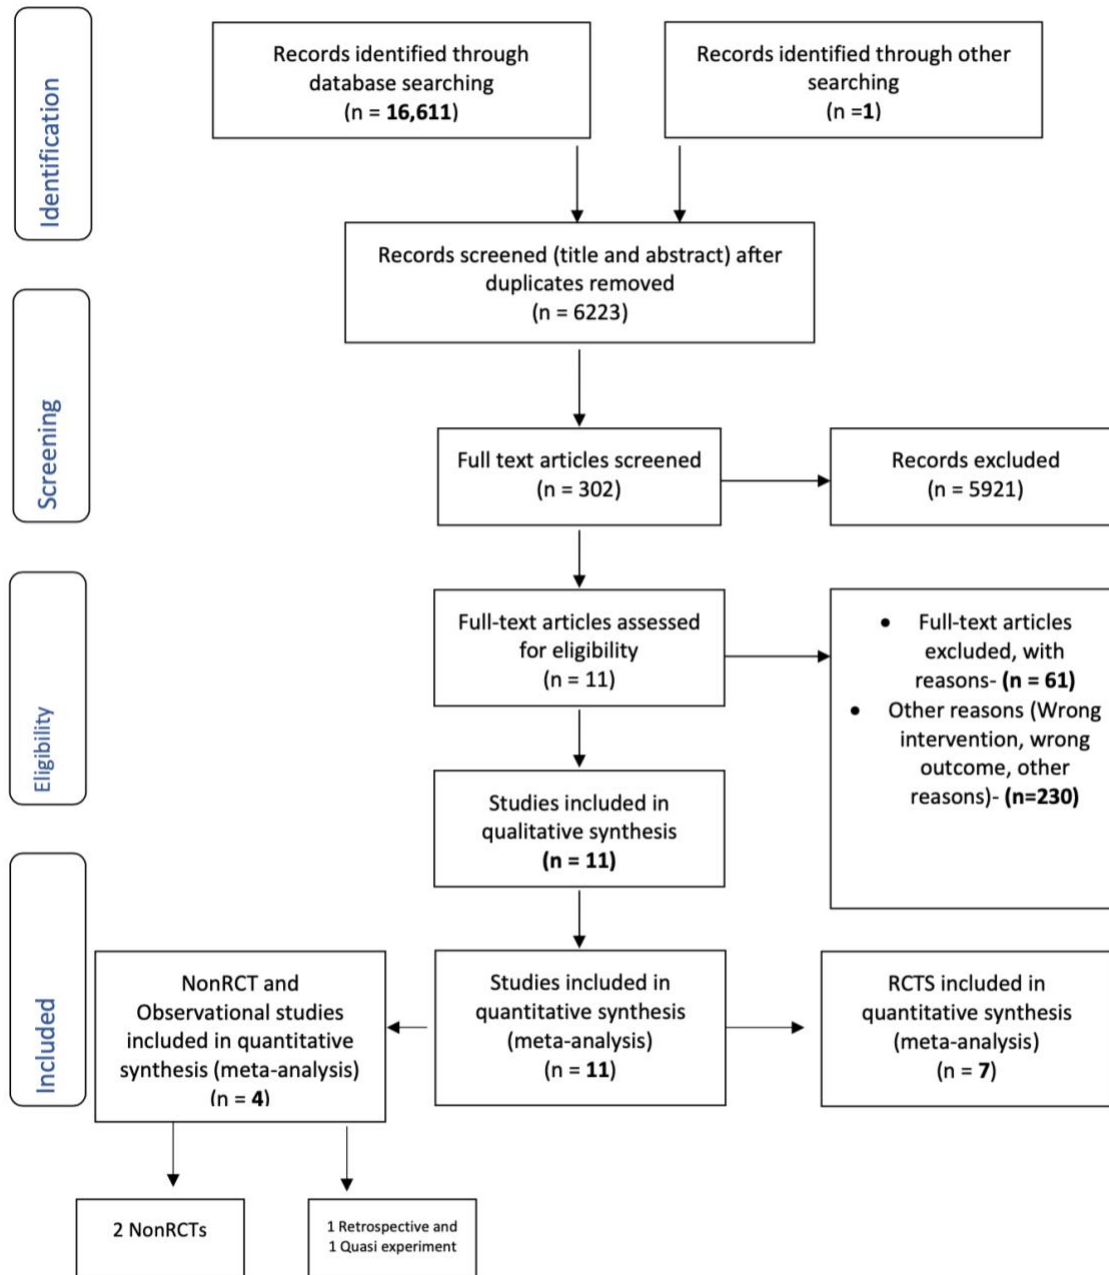 Identification
Records identified through
database searching
(n = 16,611)
Records identified through other
searching
(n =1)
Records screened (title and abstract) after
duplicates removed
(n = 6223)
Screening
Full text articles screened
(n = 302)
Records excluded
(n = 5921)
Eligibility
Full-text articles assessed
for eligibility
(n = 11)
• Full-text articles
excluded, with
reasons- (n = 61)
• Other reasons (Wrong
intervention, wrong
outcome, other
reasons)- (n=230)
Studies included in
qualitative synthesis
(n = 11)
Included
NonRCT and
Observational studies
included in quantitative
synthesis (meta-analysis)
(n = 4)
Studies included in
quantitative synthesis
(meta-analysis)
(n = 11)
RCTS included in
quantitative synthesis
(meta-analysis)
(n = 7)
2 NonRCTs
1 Retrospective and
1 Quasi experiment